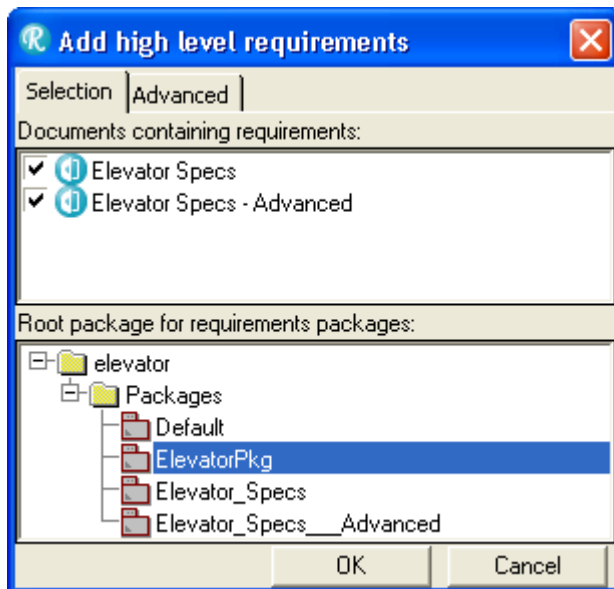 Add high level requirements
Selection Advanced
Documents containing requirements:
Elevator Specs
Elevator Specs - Advanced
Root package for requirements packages:
elevator
Packages
Default
ElevatorPkg
Elevator_Specs
Elevator_Specs___Advanced
OK Cancel